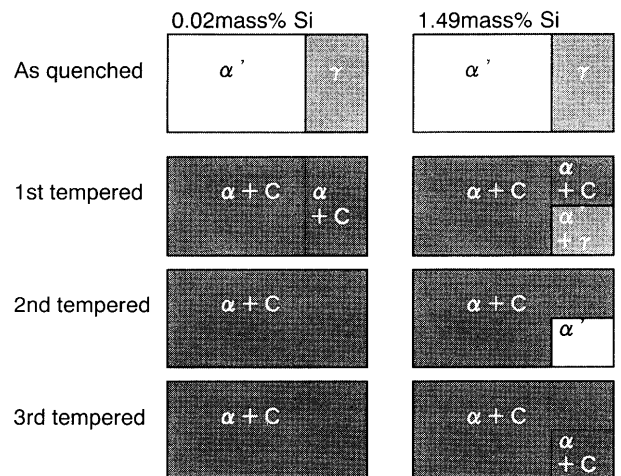 0.02mass% Si 1.49mass% Si
As quenched α ’ γ α ’ γ
1st tempered α + C α + C α + C α + C α + γ
2nd tempered α + C α + C α ’
3rd tempered α + C α + C α + C